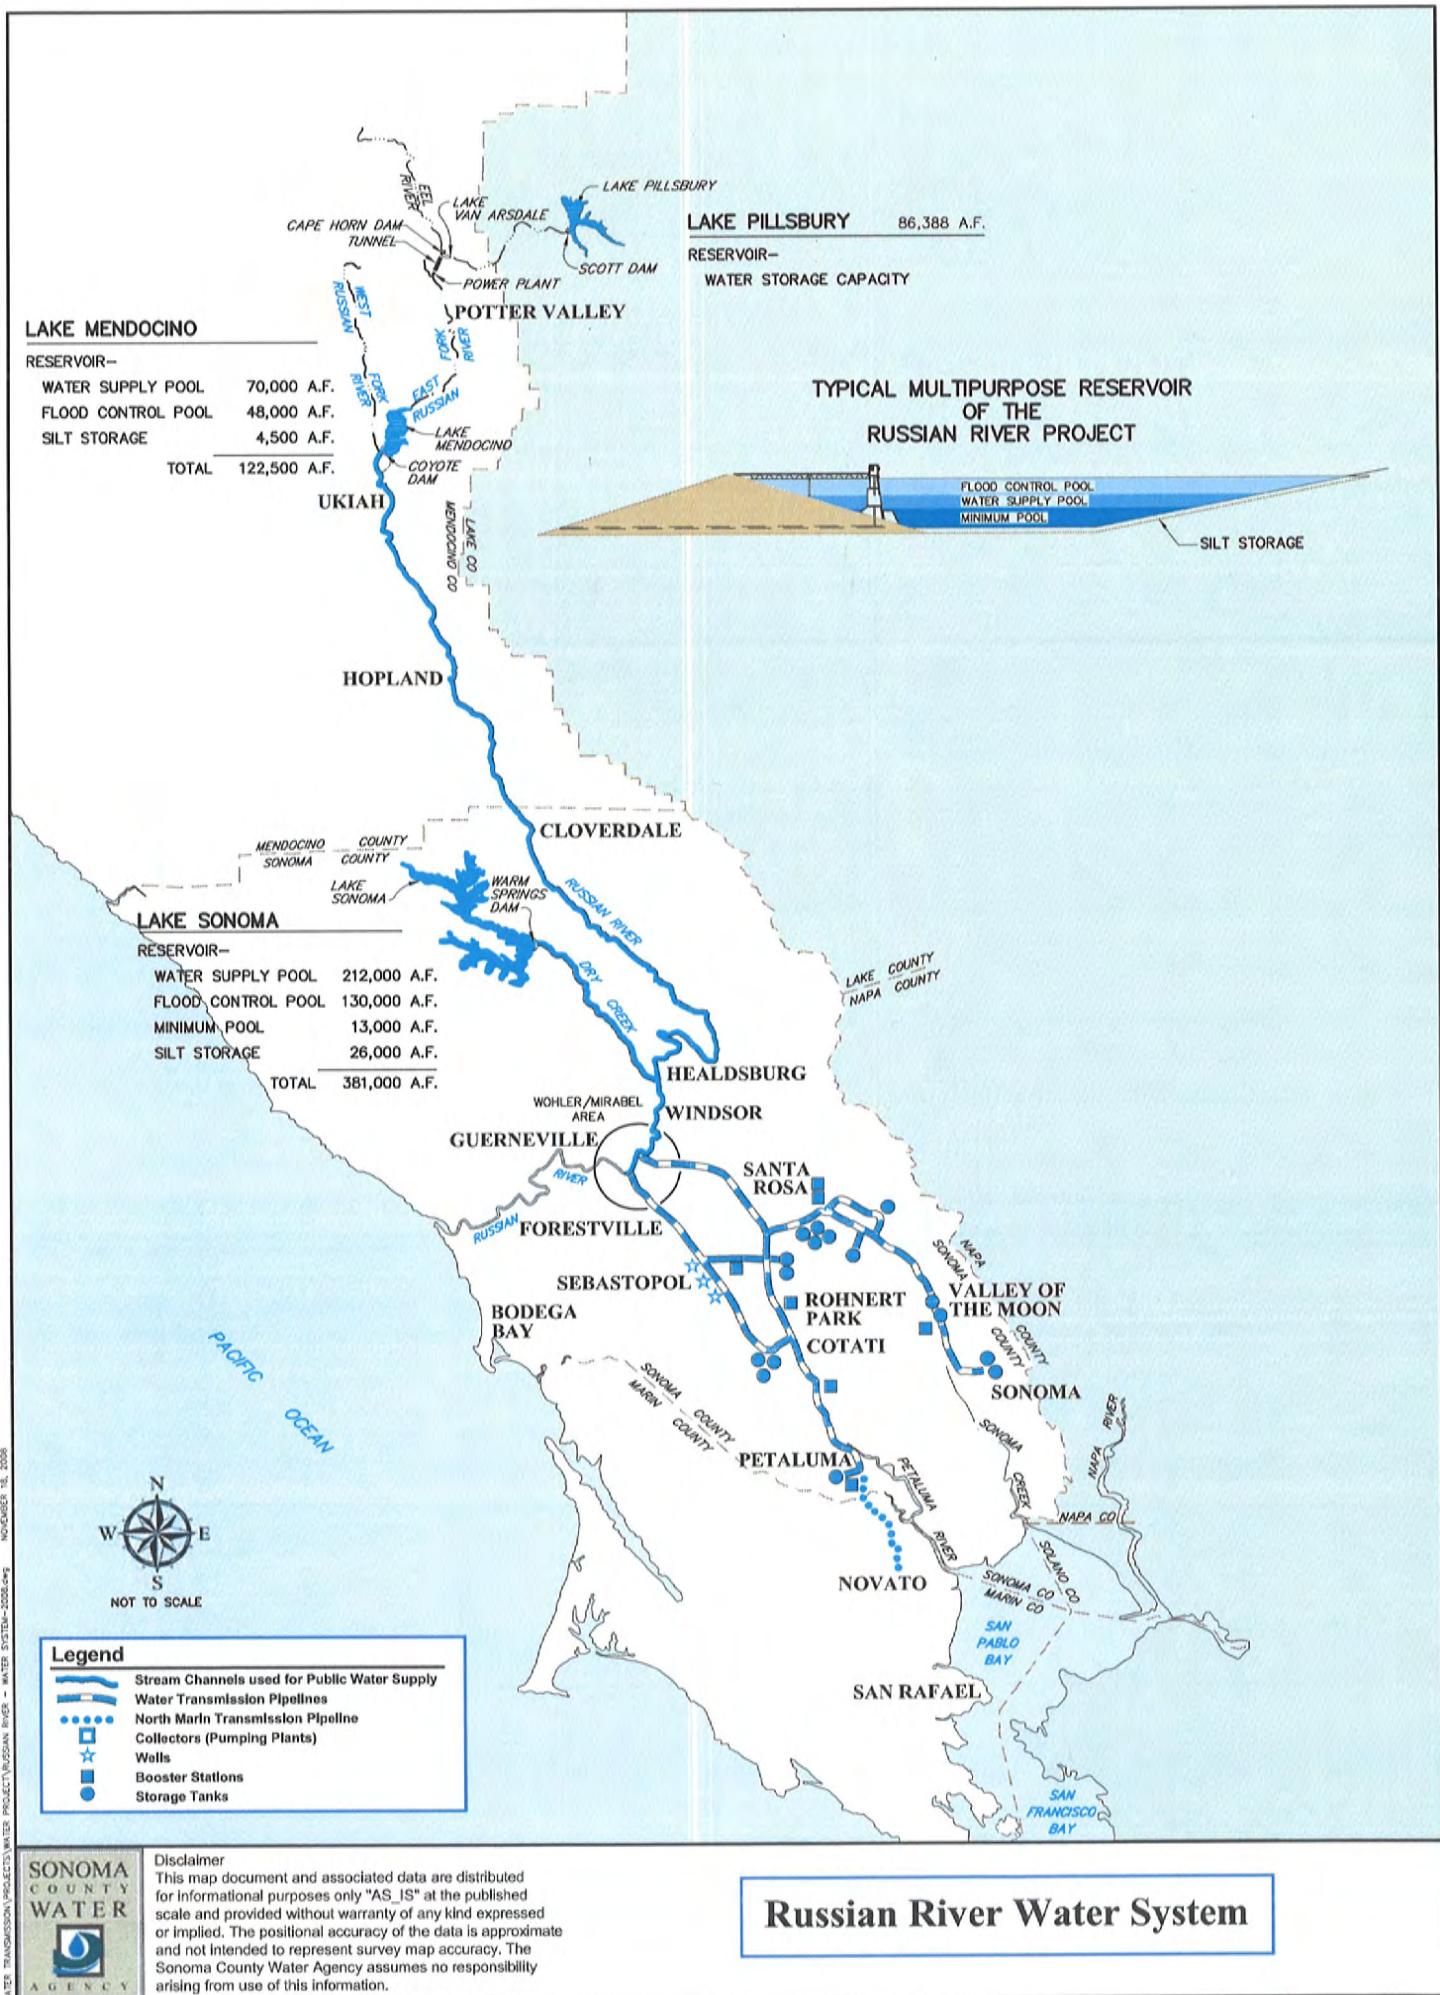 EEL
RIVER
LAKE
VAN ARSDALE
LAKE PILLSBURY
CAPE HORN DAM
TUNNEL
SCOTT DAM
POWER PLANT
POTTER VALLEY
LAKE PILLSBURY 86,388 A.F.
RESERVOIR-
WATER STORAGE CAPACITY
WEST
RUSSIAN
FORK
RIVER
FORK
RIVER
EAST
RUSSIAN
LAKE MENDOCINO
RESERVOIR-
WATER SUPPLY POOL 70,000 A.F.
FLOOD CONTROL POOL 48,000 A.F.
SILT STORAGE 4,500 A.F.
TOTAL 122,500 A.F.
LAKE
MENDOCINO
COYOTE
DAM
UKIAH
LAKE CO
MENDOCINO CO
TYPICAL MULTIPURPOSE RESERVOIR
OF THE
RUSSIAN RIVER PROJECT
FLOOD CONTROL POOL
WATER SUPPLY POOL
MINIMUM POOL
SILT STORAGE
HOPLAND
CLOVERDALE
MENDOCINO COUNTY
SONOMA COUNTY
LAKE
SONOMA
WARM
SPRINGS
DAM
RUSSIAN RIVER
LAKE SONOMA
RESERVOIR-
WATER SUPPLY POOL 212,000 A.F.
FLOOD CONTROL POOL 130,000 A.F.
MINIMUM POOL 13,000 A.F.
SILT STORAGE 26,000 A.F.
TOTAL 381,000 A.F.
DRY
CREEK
LAKE COUNTY
NAPA COUNTY
HEALDSBURG
WOHLER/MIRABEL
AREA
WINDSOR
GUERNEVILLE
RIVER
RUSSIAN
FORESTVILLE
SANTA
ROSA
SEBASTOPOL
NAPA
SONOMA
COUNTY
COUNTY
VALLEY OF
THE MOON
ROHNERT
PARK
COTATI
BODEGA
BAY
SONOMA
SONOMA COUNTY
MARIN COUNTY
PACIFIC
OCEAN
PETALUMA
PETALUMA
RIVER
SONOMA
CREEK
NAPA RIVER
NAPA CO
SOLANO CO
NOVATO
SONOMA CO
MARIN CO
SAN
PABLO
BAY
SAN RAFAEL
SAN
FRANCISCO
BAY
N
W E
S
NOT TO SCALE
Legend
Stream Channels used for Public Water Supply
Water Transmission Pipelines
North Marin Transmission Pipeline
Collectors (Pumping Plants)
Wells
Booster Stations
Storage Tanks
ATER TRANSMISSION\PROJECTS\WATER PROJECT\RUSSIAN RIVER - WATER SYSTEM-2008.dwg NOVEMBER 18, 2008
SONOMA
COUNTY
WATER
AGENCY
Disclaimer
This map document and associated data are distributed
for informational purposes only "AS_IS" at the published
scale and provided without warranty of any kind expressed
or implied. The positional accuracy of the data is approximate
and not intended to represent survey map accuracy. The
Sonoma County Water Agency assumes no responsibility
arising from use of this information.
Russian River Water System